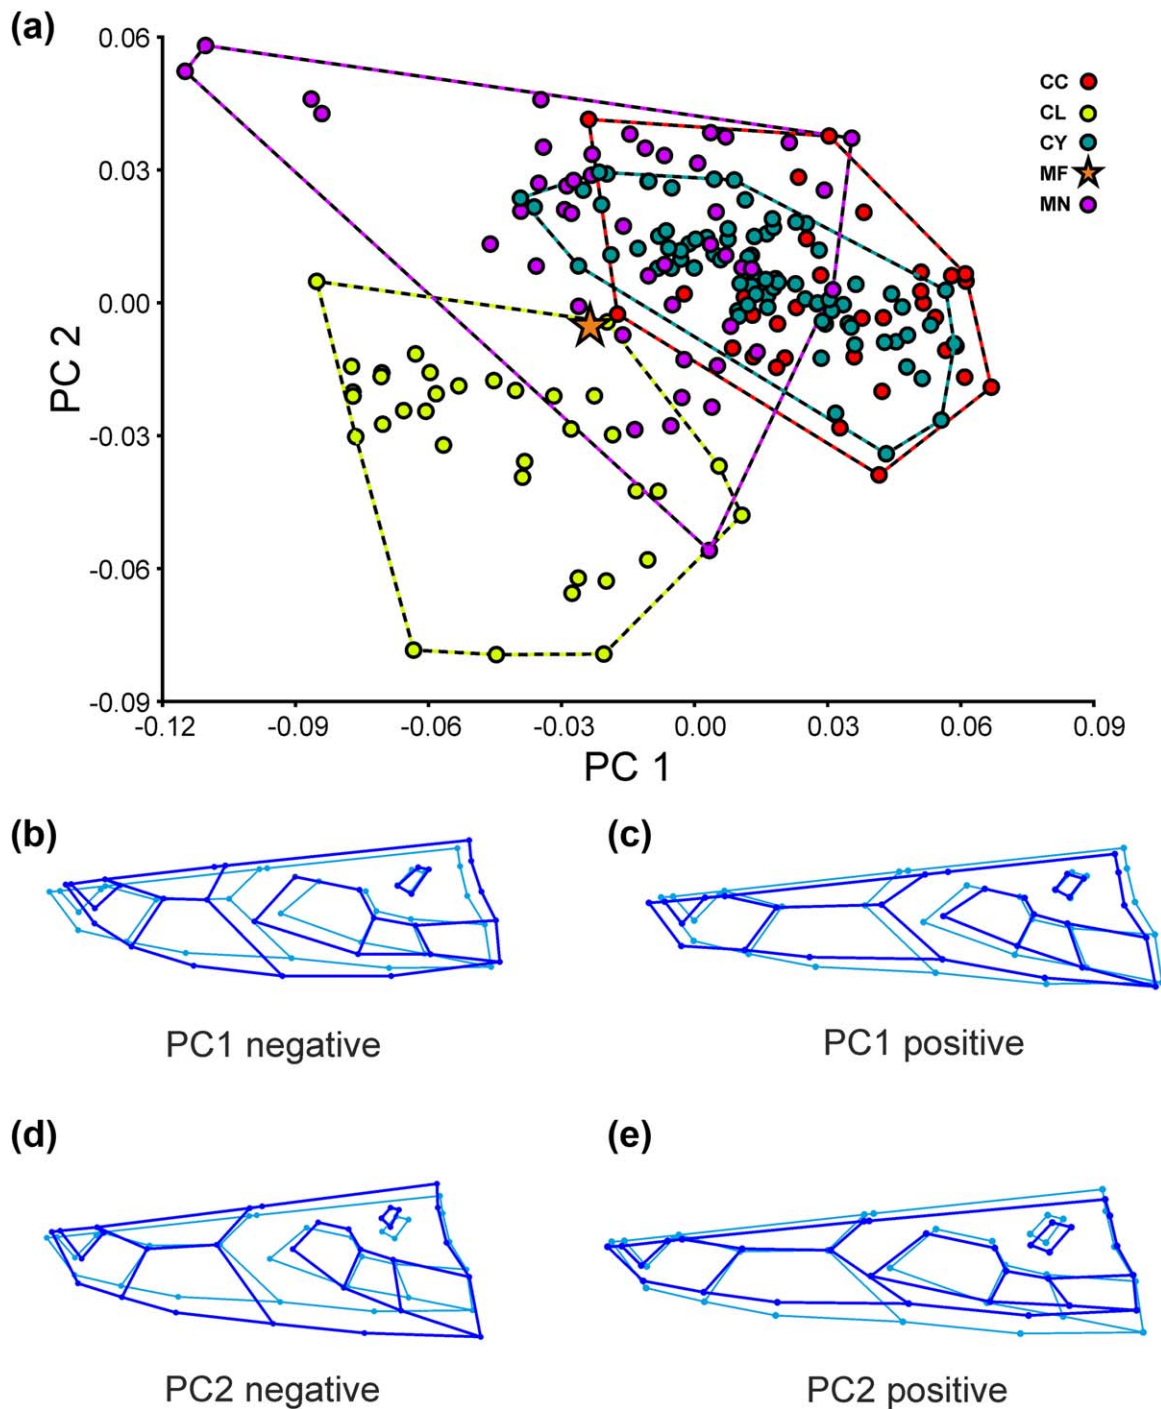 (a)
0.06
0.03
0.00
-0.03
-0.06
-0.09
PC 2
CC
CL
CY
MF
MN
-0.12 -0.09 -0.06 -0.03 0.00 0.03 0.06 0.09
PC 1
(b) (c)
PC1 negative PC1 positive
(d) (e)
PC2 negative PC2 positive